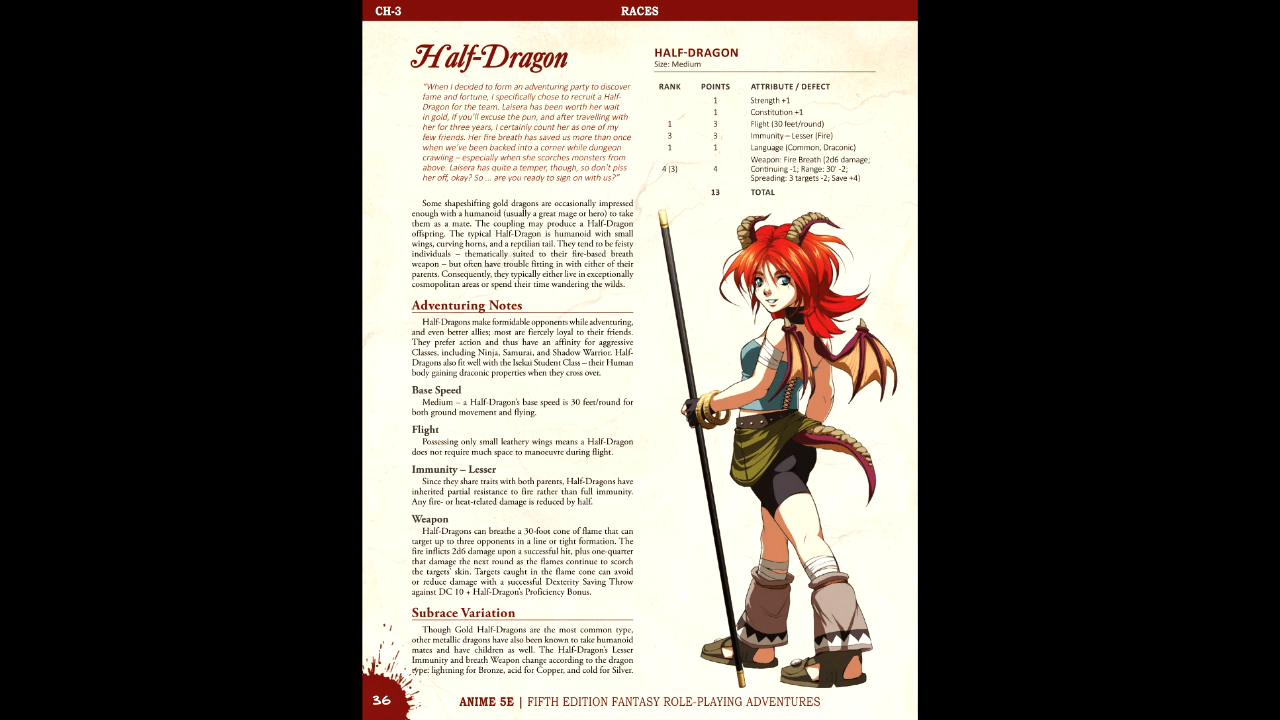 CH-3
RACES
Half-Dragon
"When I decided to form an adventuring party to discover
fame and fortune, I specifically chose to recruit a Half-
Dragon for the team. Laisera has been worth her wait
in gold, if you'll excuse the pun, and after travelling with
her for three years, I certainly count her as one of my
few friends. Her fire breath has saved us more than once
when we've been backed into a corner while dungeon
crawling – especially when she scorches monsters from
above. Laisera has quite a temper, though, so don't piss
her off, okay? So ... are you ready to sign on with us?"
Some shapeshifting gold dragons are occasionally impressed
enough with a humanoid (usually a great mage or hero) to take
them as a mate. The coupling may produce a Half-Dragon
offspring. The typical Half-Dragon is humanoid with small
wings, curving horns, and a reptilian tail. They tend to be feisty
individuals – thematically suited to their fire-based breath
weapon – but often have trouble fitting in with either of their
parents. Consequently, they typically either live in exceptionally
cosmopolitan areas or spend their time wandering the wilds.
Adventuring Notes
Half-Dragons make formidable opponents while adventuring,
and even better allies; most are fiercely loyal to their friends.
They prefer action and thus have an affinity for aggressive
Classes, including Ninja, Samurai, and Shadow Warrior. Half-
Dragons also fit well with the Isekai Student Class – their Human
body gaining draconic properties when they cross over.
Base Speed
Medium – a Half-Dragon's base speed is 30 feet/round for
both ground movement and flying.
Flight
Possessing only small leathery wings means a Half-Dragon
does not require much space to manoeuvre during flight.
Immunity – Lesser
Since they share traits with both parents, Half-Dragons have
inherited partial resistance to fire rather than full immunity.
Any fire- or heat-related damage is reduced by half.
Weapon
Half-Dragons can breathe a 30-foot cone of flame that can
target up to three opponents in a line or tight formation. The
fire inflicts 2d6 damage upon a successful hit, plus one-quarter
that damage the next round as the flames continue to scorch
the targets' skin. Targets caught in the flame cone can avoid
or reduce damage with a successful Dexterity Saving Throw
against DC 10 + Half-Dragon's Proficiency Bonus.
Subrace Variation
Though Gold Half-Dragons are the most common type,
other metallic dragons have also been known to take humanoid
mates and have children as well. The Half-Dragon's Lesser
Immunity and breath Weapon change according to the dragon
type: lightning for Bronze, acid for Copper, and cold for Silver.
HALF-DRAGON
Size: Medium
RANK POINTS ATTRIBUTE / DEFECT
1 Strength +1
1 Constitution +1
1 3 Flight (30 feet/round)
3 3 Immunity – Lesser (Fire)
1 1 Language (Common, Draconic)
4 (3) 4 Weapon: Fire Breath (2d6 damage;
Continuing -1; Range: 30' -2;
Spreading: 3 targets -2; Save +4)
13 TOTAL
36
ANIME 5E | FIFTH EDITION FANTASY ROLE-PLAYING ADVENTURES